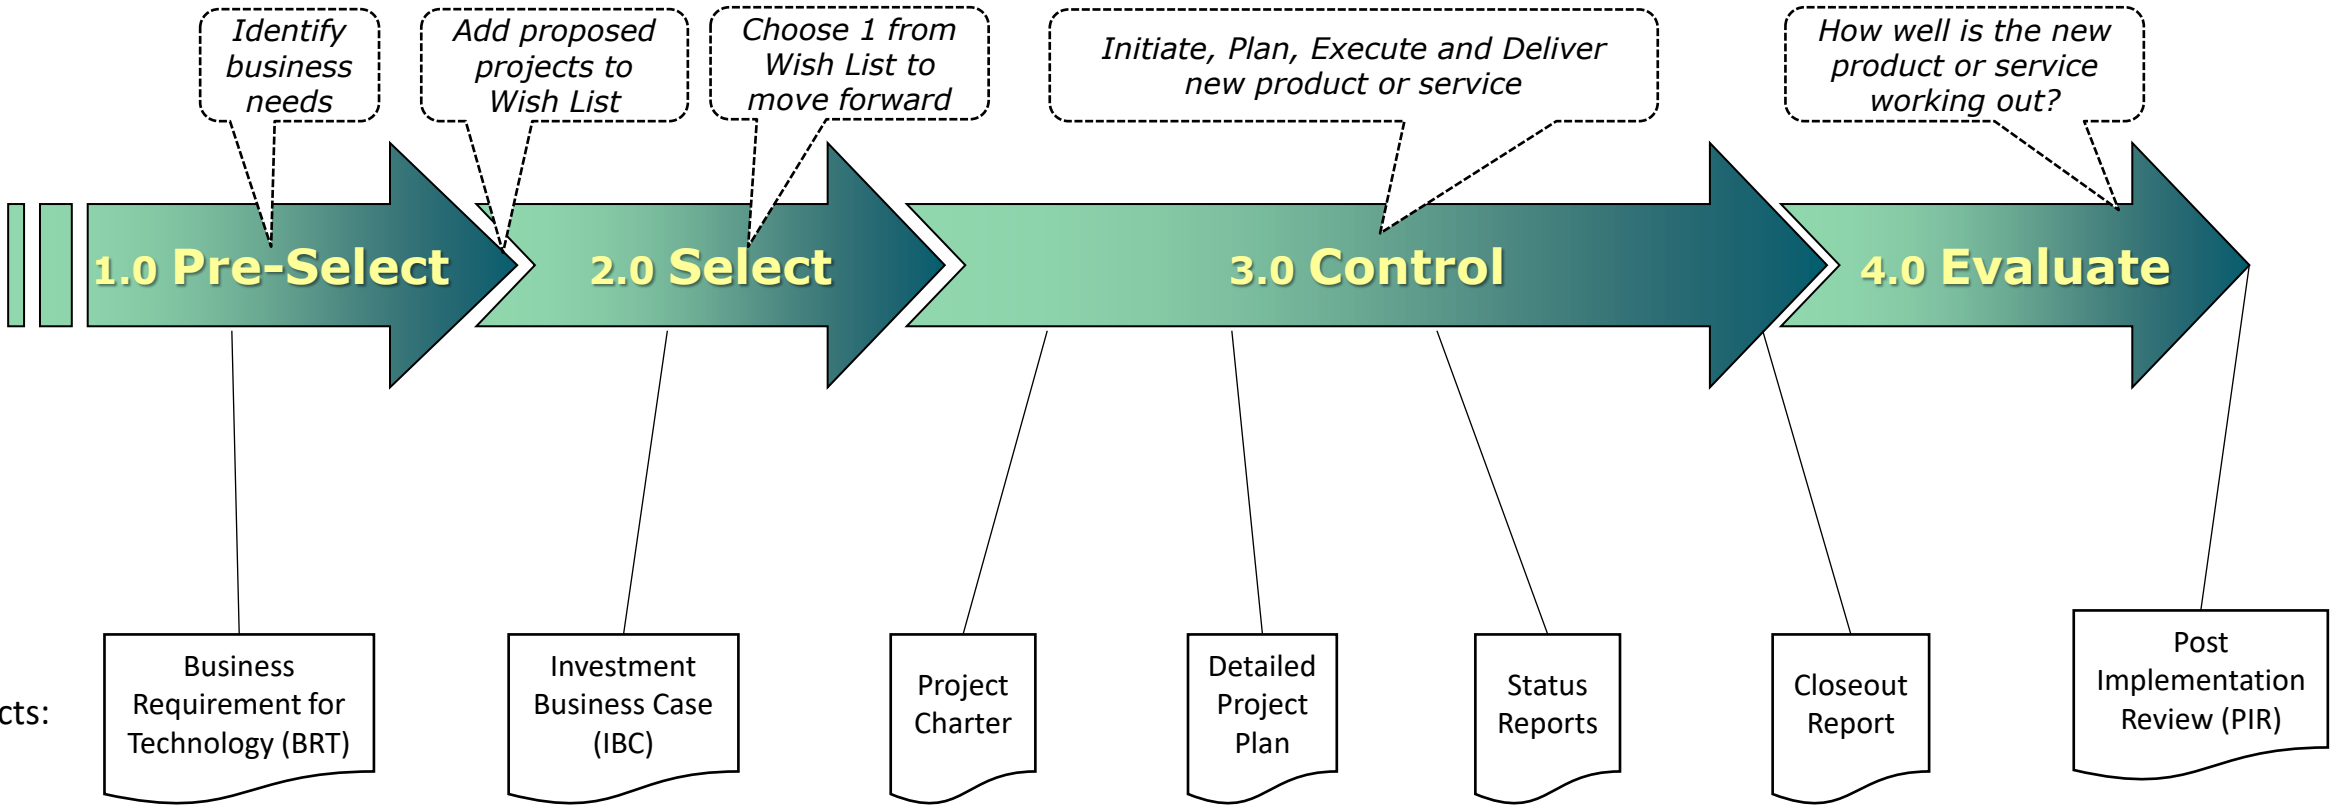 Identify
business
needs
Add proposed
projects to
Wish List
Choose 1 from
Wish List to
move forward
Initiate, Plan, Execute and Deliver
new product or service
How well is the new
product or service
working out?
1.0 Pre-Select
2.0 Select
3.0 Control
4.0 Evaluate
cts:
Business
Requirement for
Technology (BRT)
Investment
Business Case
(IBC)
Project
Charter
Detailed
Project
Plan
Status
Reports
Closeout
Report
Post
Implementation
Review (PIR)